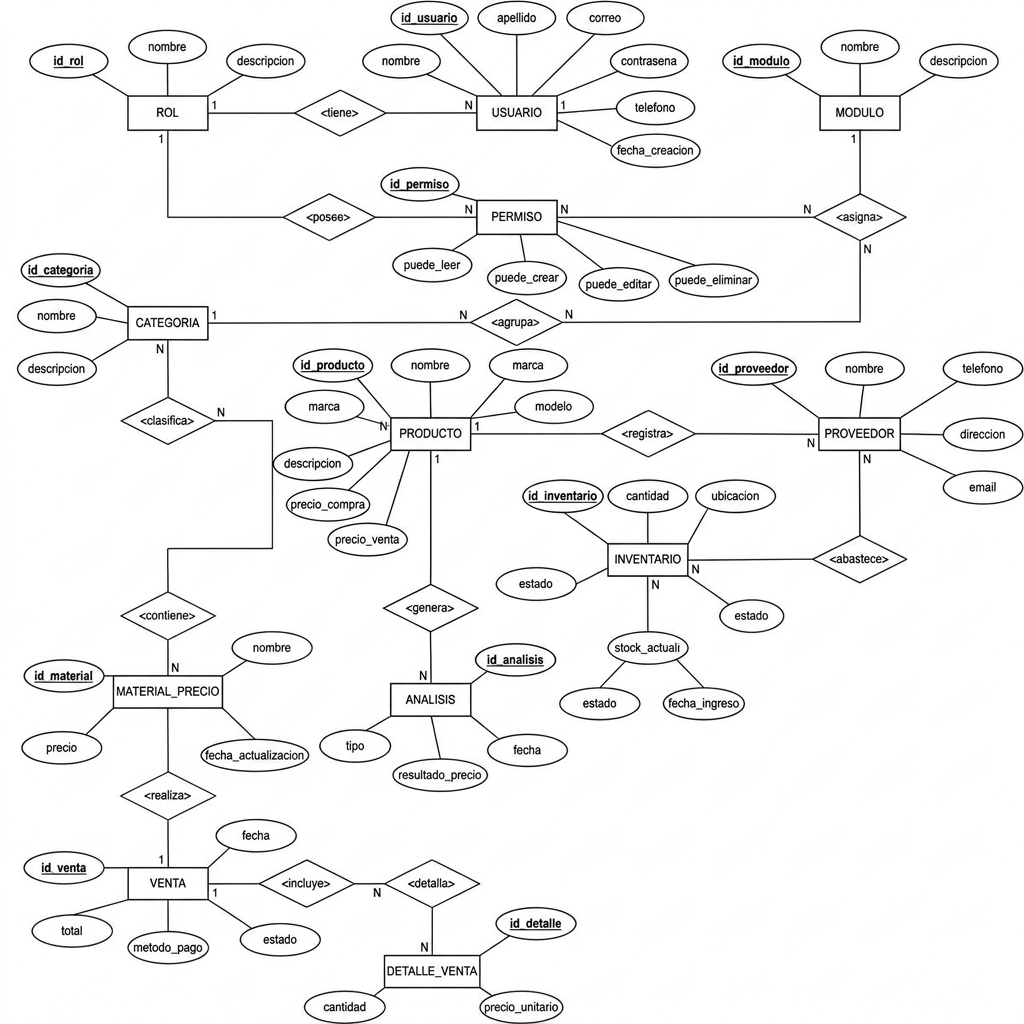 id_usuario
apellido
correo
id_rol
nombre
descripcion
nombre
contrasena
id_modulo
nombre
descripcion
ROL
1
<tiene>
N
USUARIO
1
telefono
fecha_creacion
MODULO
1
1
id_permiso
<posee>
N
PERMISO
N
N
<asigna>
N
puede_leer
puede_crear
puede_editar
puede_eliminar
id_categoria
nombre
descripcion
CATEGORIA
1
N
<agrupa>
N
N
<clasifica>
N
id_producto
nombre
marca
marca
modelo
N
PRODUCTO
1
1
descripcion
precio_compra
precio_venta
<registra>
id_proveedor
nombre
telefono
N
PROVEEDOR
N
direccion
email
id_inventario
cantidad
ubicacion
INVENTARIO
N
N
<abastece>
estado
estado
stock_actuali
estado
fecha_ingreso
<genera>
<contiene>
N
id_material
nombre
MATERIAL_PRECIO
precio
fecha_actualizacion
N
id_analisis
ANALISIS
tipo
resultado_precio
fecha
<realiza>
1
id_venta
fecha
VENTA
1
total
metodo_pago
estado
<incluye>
N
<detalla>
N
id_detalle
DETALLE_VENTA
cantidad
precio_unitario